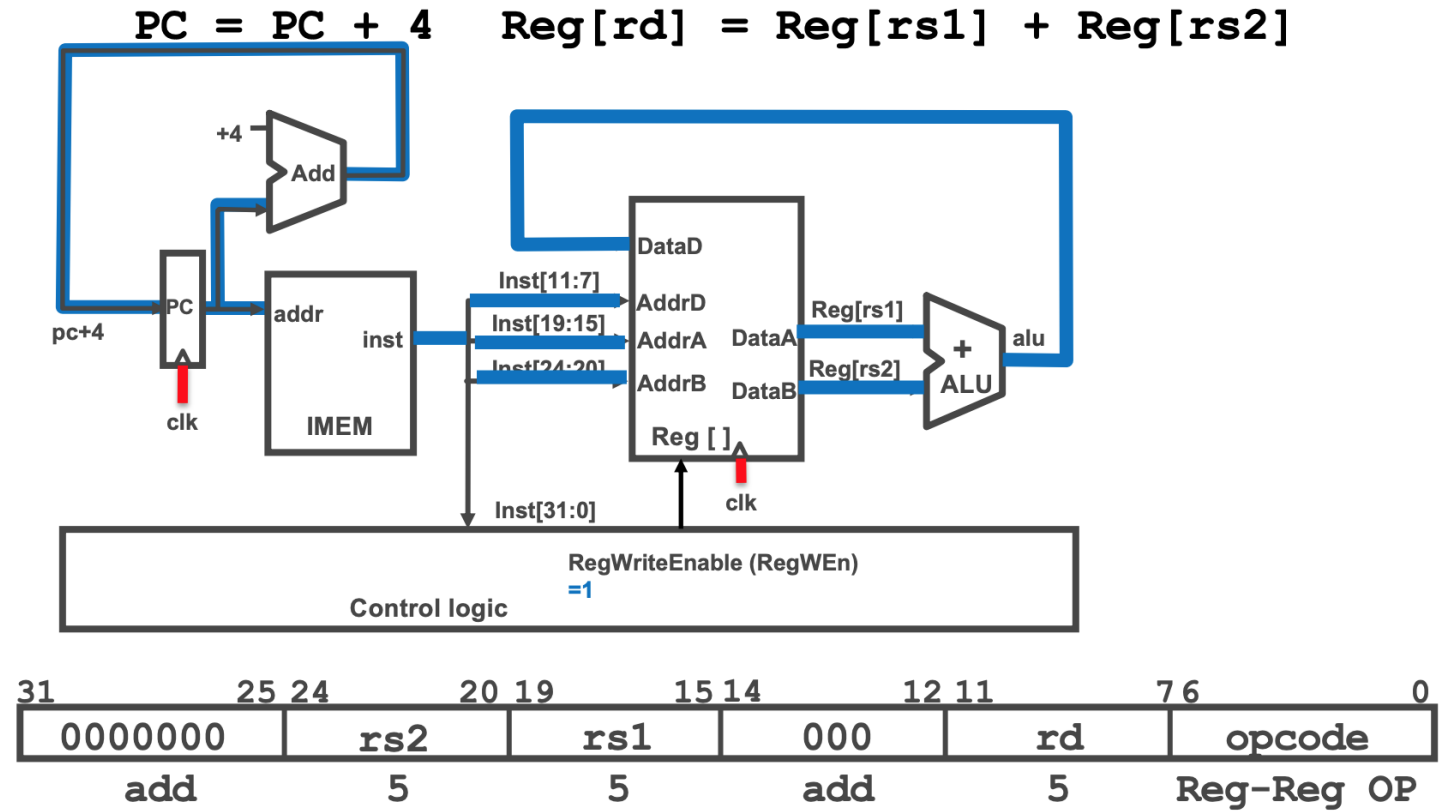 PC = PC + 4 Reg[rd] = Reg[rs1] + Reg[rs2]
+4
Add
DataD
Inst[11:7]
AddrD
PC
addr
Reg[rs1]
pc+4
Inst[19:15]
inst
AddrA
DataA
+
alu
Inst[24:20]
Reg[rs2]
AddrB
DataB
ALU
clk
IMEM
Reg [ ]
clk
Inst[31:0]
RegWriteEnable (RegWEn)
=1
Control logic
31 25 24 20 19 15 14 12 11 7 6 0
0000000 rs2 rs1 000 rd opcode
add 5 5 add 5 Reg-Reg OP